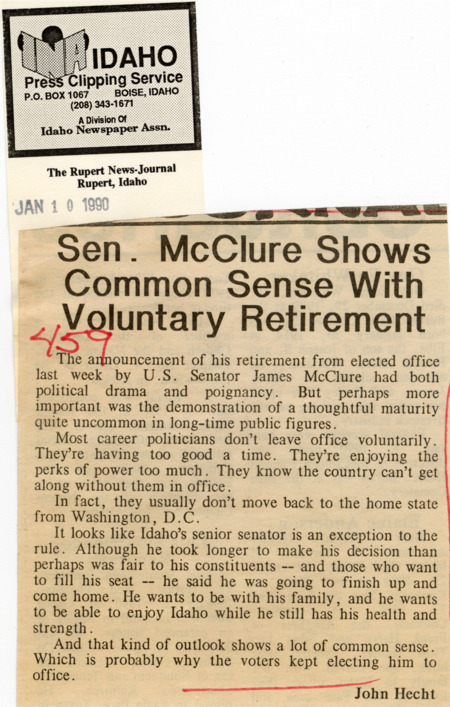 INA IDAHO
Press Clipping Service
P.O. BOX 1067 BOISE, IDAHO
(208) 343-1671
A Division Of
Idaho Newspaper Assn.
The Rupert News-Journal
Rupert, Idaho
JAN 10 1990
Sen. McClure Shows
Common Sense With
Voluntary Retirement
459
The announcement of his retirement from elected office
last week by U.S. Senator James McClure had both
political drama and poignancy. But perhaps more
important was the demonstration of a thoughtful maturity
quite uncommon in long-time public figures.
Most career politicians don't leave office voluntarily.
They're having too good a time. They're enjoying the
perks of power too much. They know the country can't get
along without them in office.
In fact, they usually don't move back to the home state
from Washington, D.C.
It looks like Idaho's senior senator is an exception to the
rule. Although he took longer to make his decision than
perhaps was fair to his constituents -- and those who want
to fill his seat -- he said he was going to finish up and
come home. He wants to be with his family, and he wants
to be able to enjoy Idaho while he still has his health and
strength.
And that kind of outlook shows a lot of common sense.
Which is probably why the voters kept electing him to
office.
John Hecht